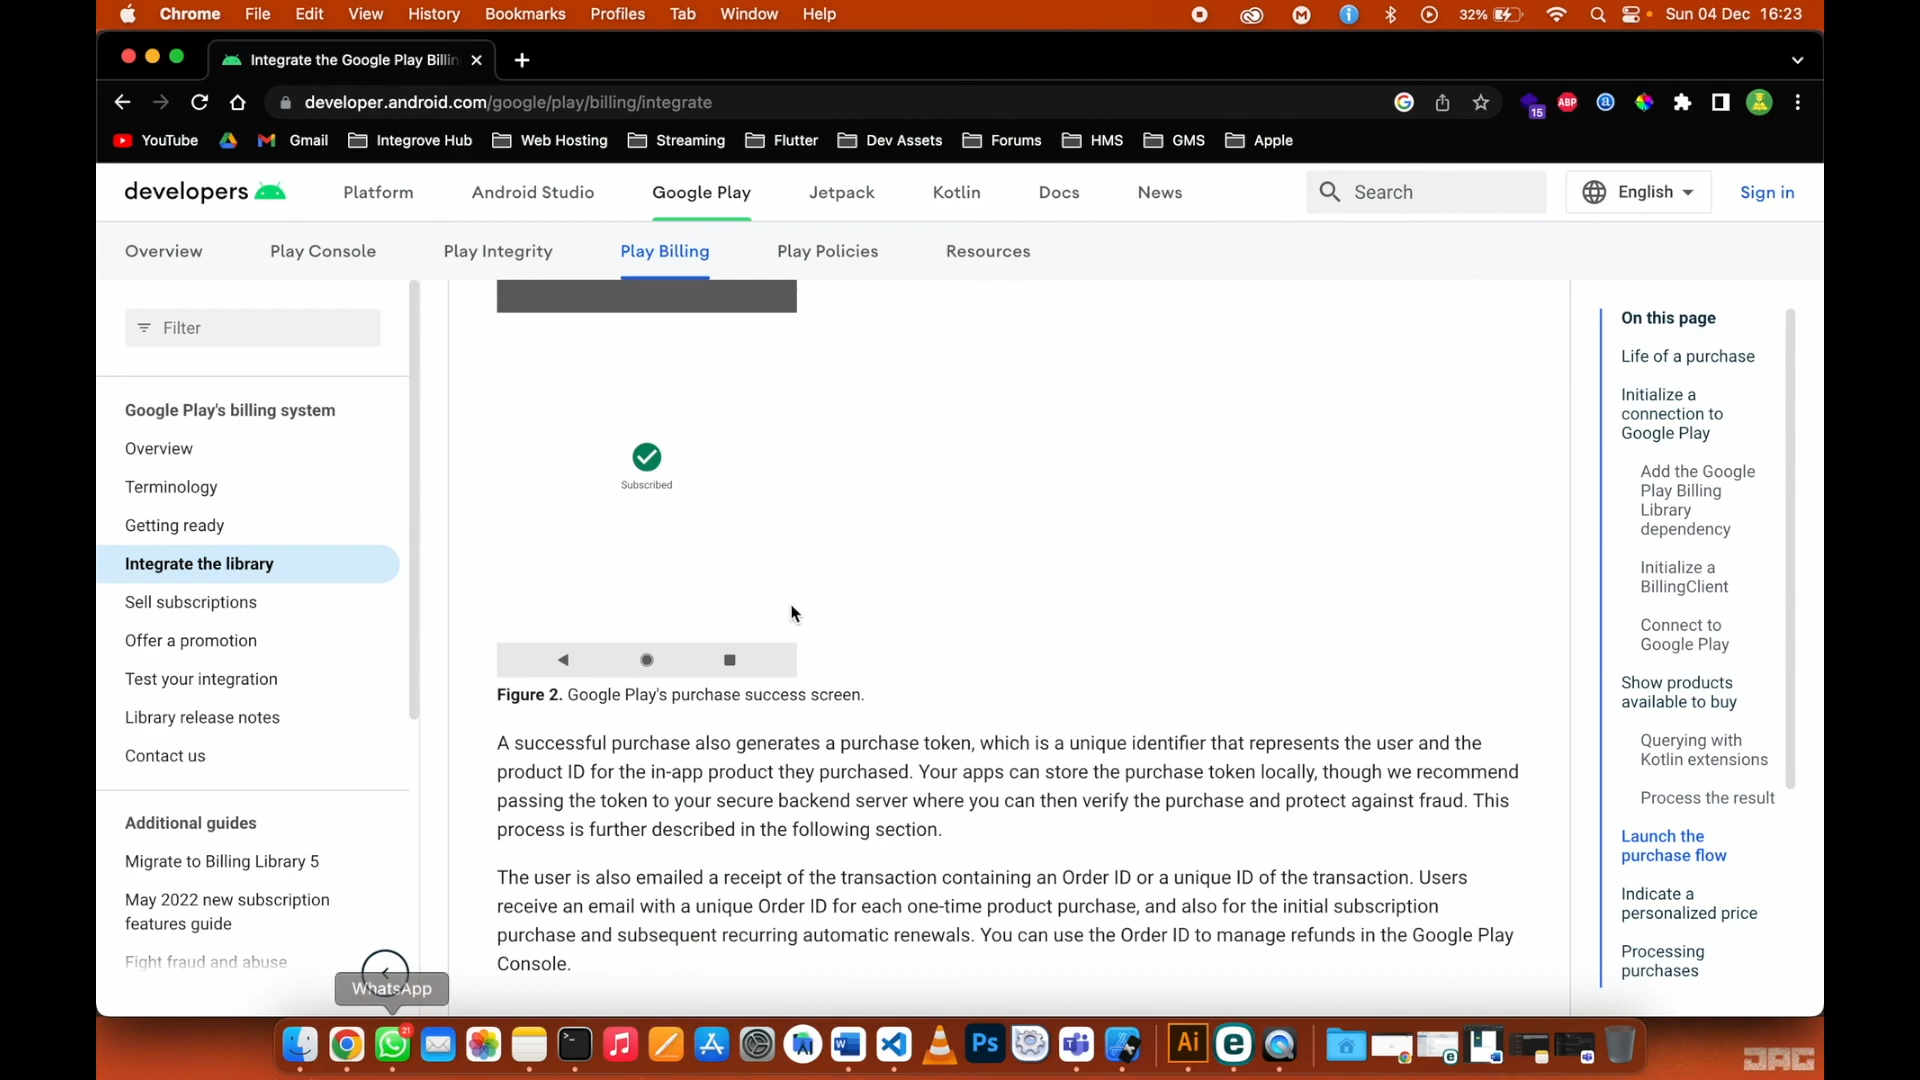 Chrome File Edit View History Bookmarks Profiles Tab Window Help 32% Sun 04 Dec 16:23
Integrate the Google Play Billin
developer.android.com/google/play/billing/integrate
15 ABP a
YouTube Gmail Integrove Hub Web Hosting Streaming Flutter Dev Assets Forums HMS GMS Apple
developers Platform Android Studio Google Play Jetpack Kotlin Docs News Search English Sign in
Overview Play Console Play Integrity Play Billing Play Policies Resources
Filter
Google Play's billing system
Overview
Terminology
Getting ready
Integrate the library
Sell subscriptions
Offer a promotion
Test your integration
Library release notes
Contact us
Additional guides
Migrate to Billing Library 5
May 2022 new subscription
features guide
Fight fraud and abuse
Subscribed
Figure 2. Google Play's purchase success screen.
A successful purchase also generates a purchase token, which is a unique identifier that represents the user and the
product ID for the in-app product they purchased. Your apps can store the purchase token locally, though we recommend
passing the token to your secure backend server where you can then verify the purchase and protect against fraud. This
process is further described in the following section.
The user is also emailed a receipt of the transaction containing an Order ID or a unique ID of the transaction. Users
receive an email with a unique Order ID for each one-time product purchase, and also for the initial subscription
purchase and subsequent recurring automatic renewals. You can use the Order ID to manage refunds in the Google Play
Console.
On this page
Life of a purchase
Initialize a
connection to
Google Play
Add the Google
Play Billing
Library
dependency
Initialize a
BillingClient
Connect to
Google Play
Show products
available to buy
Querying with
Kotlin extensions
Process the result
Launch the
purchase flow
Indicate a
personalized price
Processing
purchases
WhatsApp
21
Ps
Ai
JAG